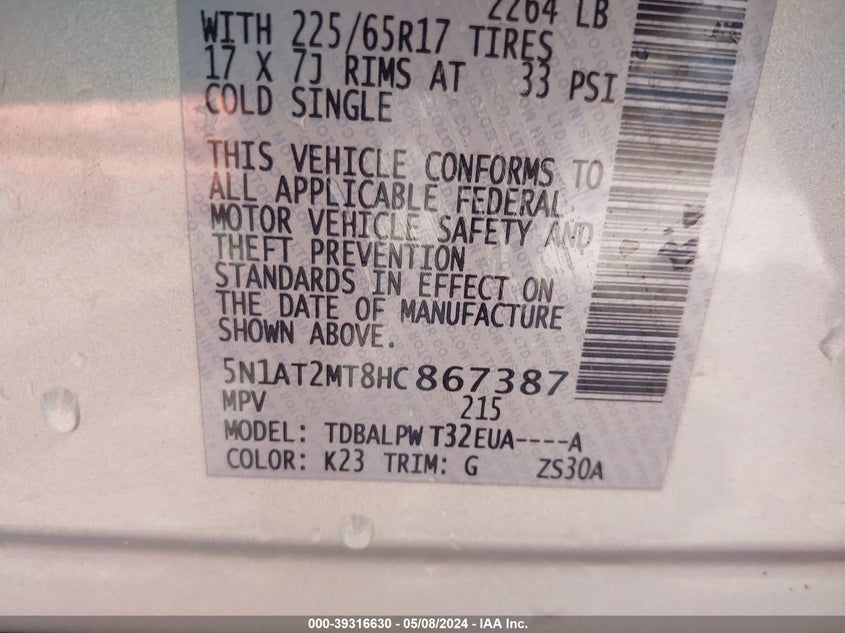 2264 LB
WITH 225/65R17 TIRES
17 X 7J RIMS AT 33 PSI
COLD SINGLE
THIS VEHICLE CONFORMS TO
ALL APPLICABLE FEDERAL
MOTOR VEHICLE SAFETY AND
THEFT PREVENTION
STANDARDS IN EFFECT ON
THE DATE OF MANUFACTURE
SHOWN ABOVE.
5N1AT2MT8HC867387
MPV 215
MODEL: TDBALPW T32EUA----A
COLOR: K23 TRIM: G ZS30A
000-39316630 - 05/08/2024 - IAA Inc.